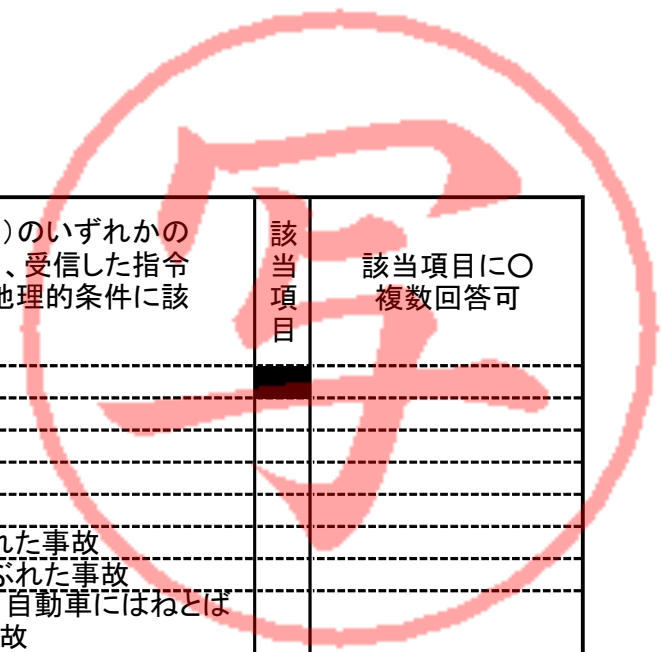 )のいずれかの
、受信した指令
地理的条件に該
該当項目
該当項目に○
複数回答可
れた事故
ぶれた事故
自動車にはねとば
故
写